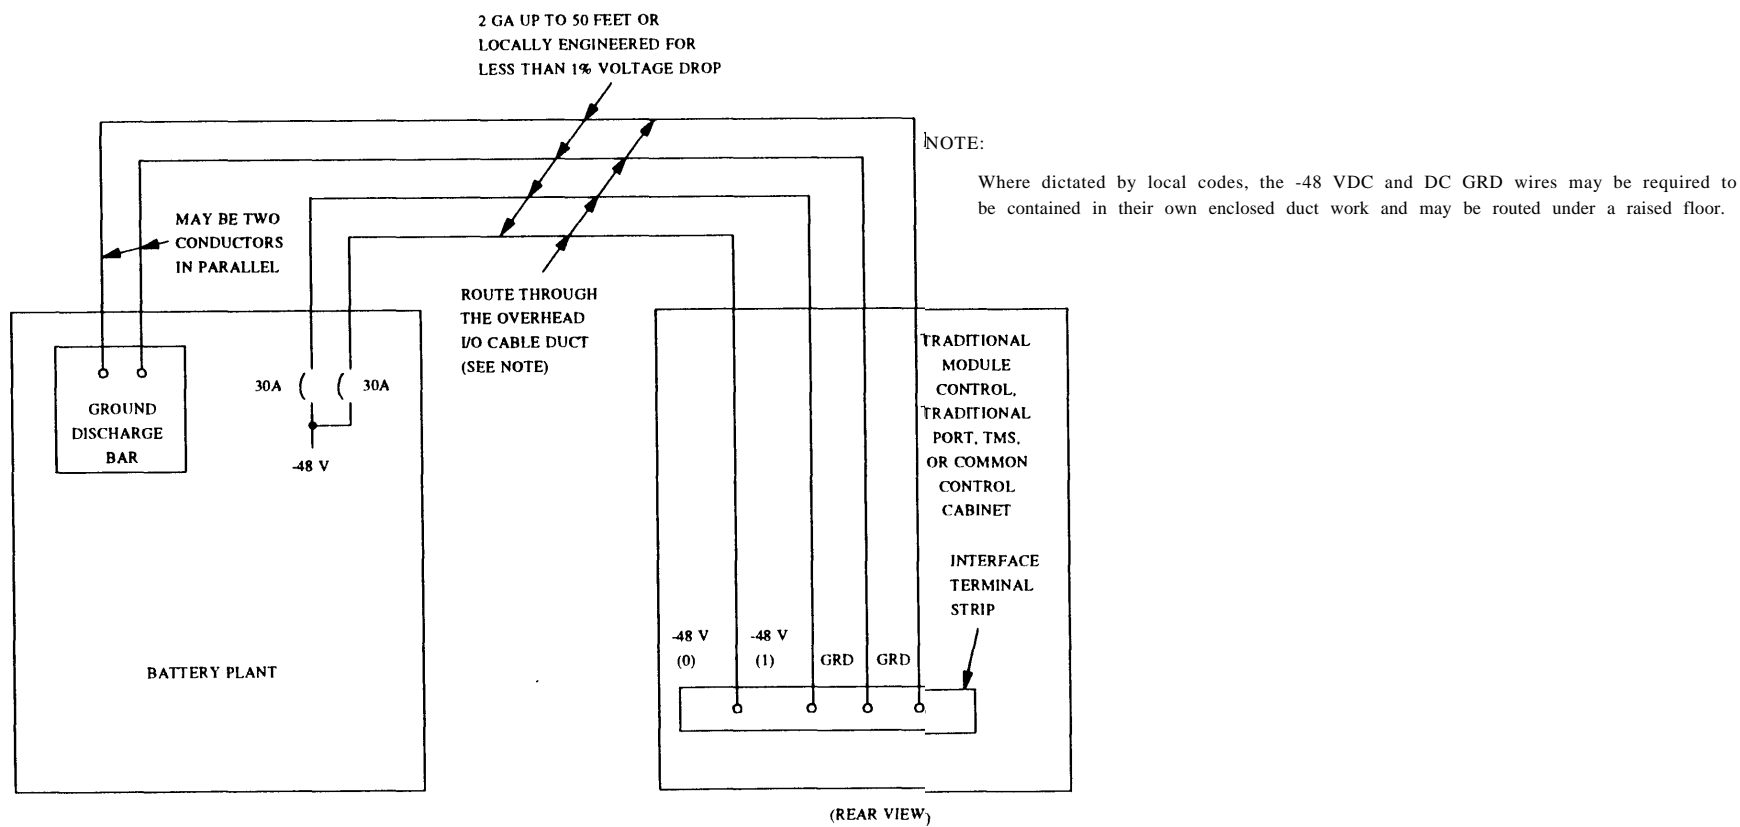 2 GA UP TO 50 FEET OR
LOCALLY ENGINEERED FOR
LESS THAN 1% VOLTAGE DROP
NOTE:
Where dictated by local codes, the -48 VDC and DC GRD wires may be required to
be contained in their own enclosed duct work and may be routed under a raised floor.
MAY BE TWO
CONDUCTORS
IN PARALLEL
ROUTE THROUGH
THE OVERHEAD
I/O CABLE DUCT
(SEE NOTE)
30A
30A
GROUND
DISCHARGE
BAR
-48 V
BATTERY PLANT
TRADITIONAL
MODULE
CONTROL,
TRADITIONAL
PORT, TMS,
OR COMMON
CONTROL
CABINET
INTERFACE
TERMINAL
STRIP
-48 V
(0)
-48 V
(1)
GRD
GRD
(REAR VIEW)